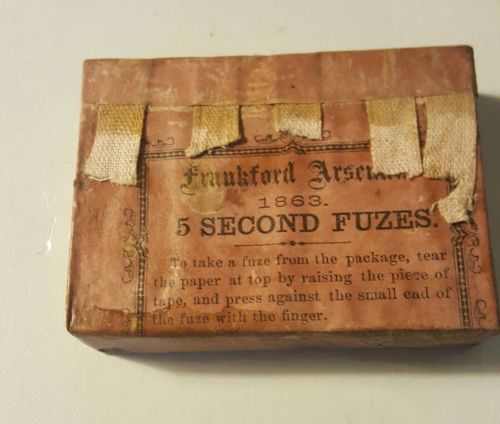 Frankford Arsenal
1863.
5 SECOND FUZES.
To take a fuze from the package, tear
the paper at top by raising the piece of
tape, and press against the small end of
the fuze with the finger.